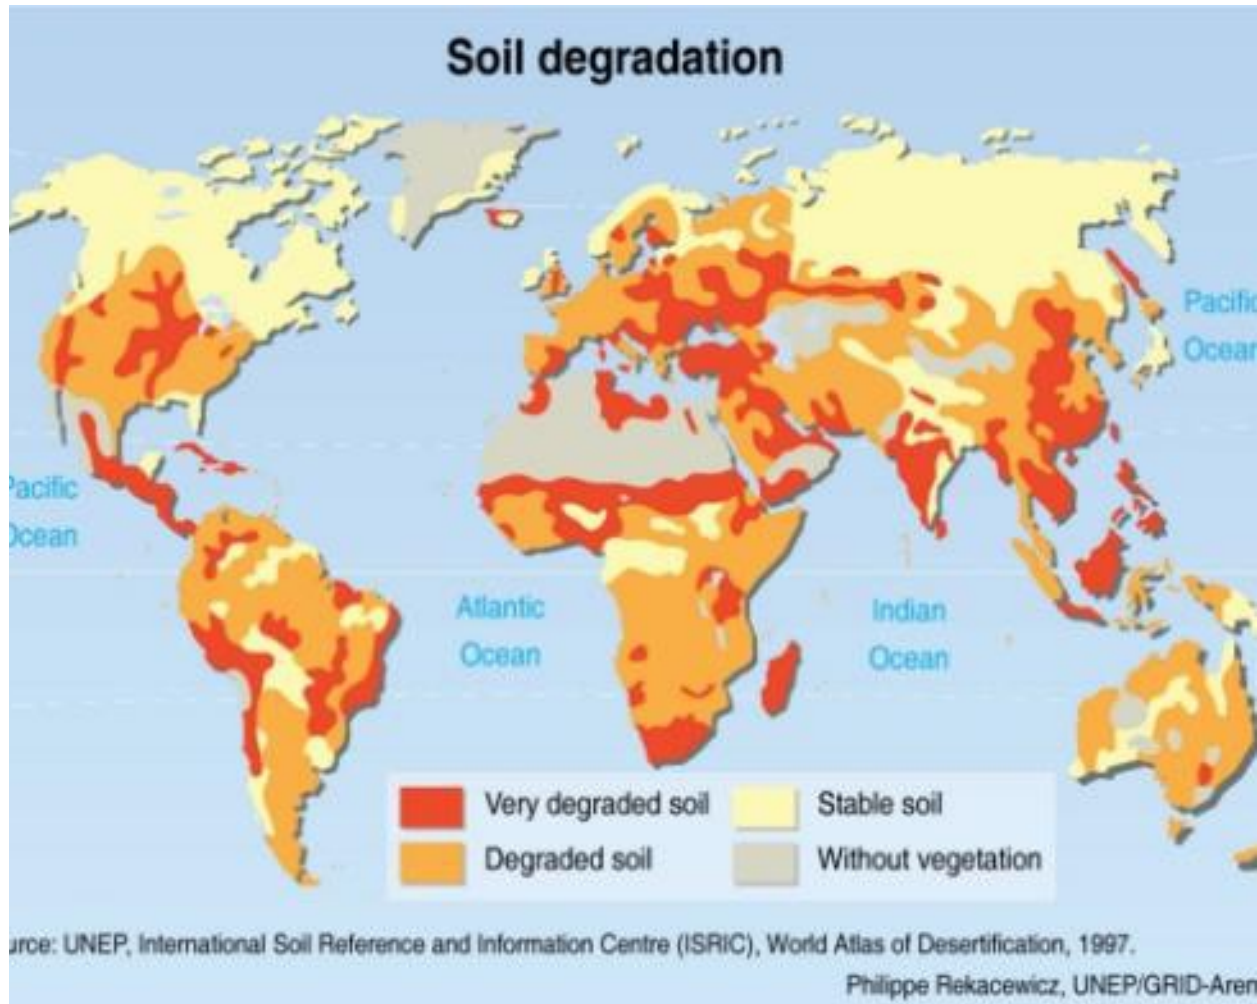 Soil degradation
Pacific
Ocean
Pacific
Ocean
Atlantic
Ocean
Indian
Ocean
Very degraded soil
Stable soil
Degraded soil
Without vegetation
urce: UNEP, International Soil Reference and Information Centre (ISRIC), World Atlas of Desertification, 1997.
Philippe Rekacewicz, UNEP/GRID-Aren